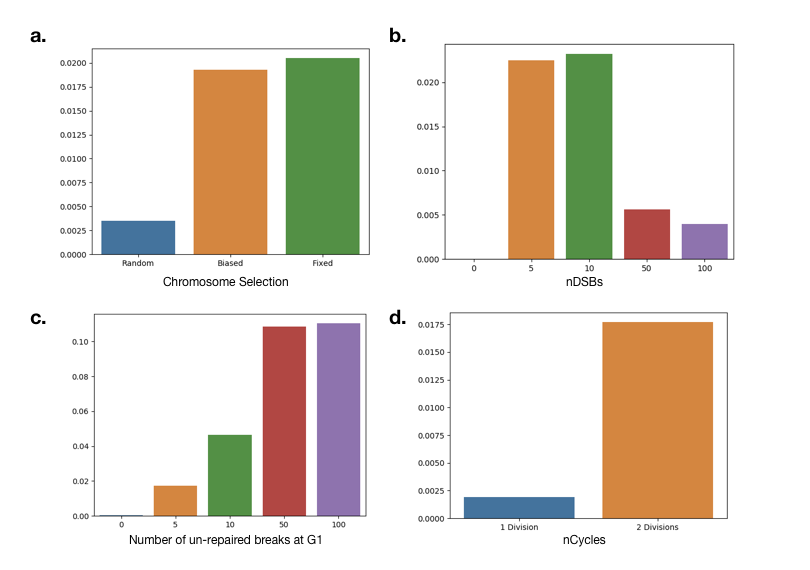 a.
0.0200
0.0175
0.0150
0.0125
0.0100
0.0075
0.0050
0.0025
0.0000
Random Biased Fixed
Chromosome Selection
b.
0.020
0.015
0.010
0.005
0.000
0 5 10 50 100
nDSBs
c.
0.10
0.08
0.06
0.04
0.02
0.00
0 5 10 50 100
Number of un-repaired breaks at G1
d.
0.0175
0.0150
0.0125
0.0100
0.0075
0.0050
0.0025
0.0000
1 Division 2 Divisions
nCycles